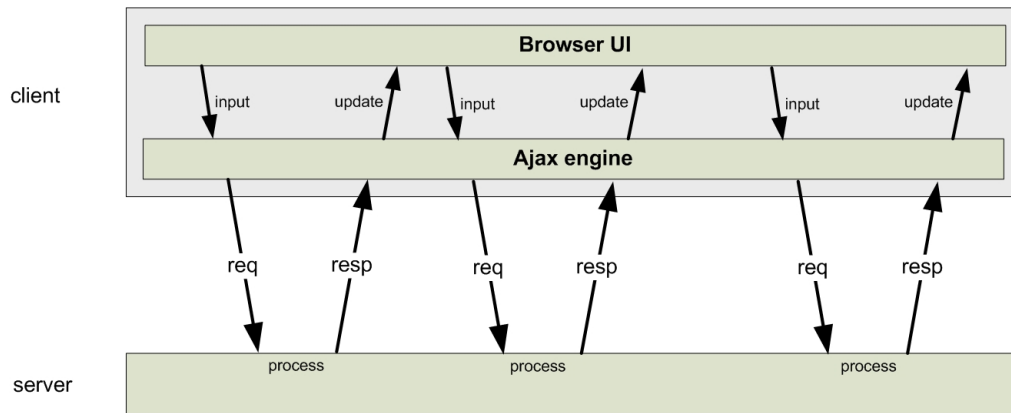 Browser UI
client
input update input update input update
Ajax engine
req resp req resp req resp
process process process
server